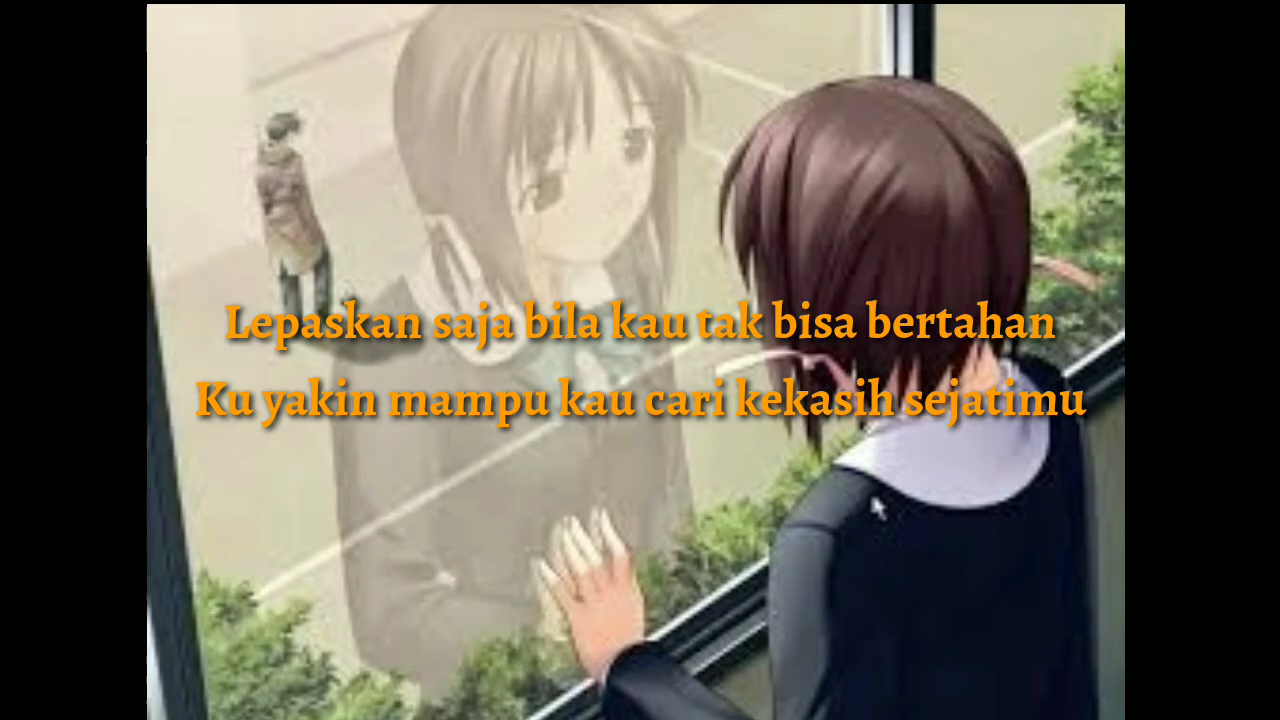 Lepaskan saja bila kau tak bisa bertahan
Ku yakin mampu kau cari kekasih sejatimu